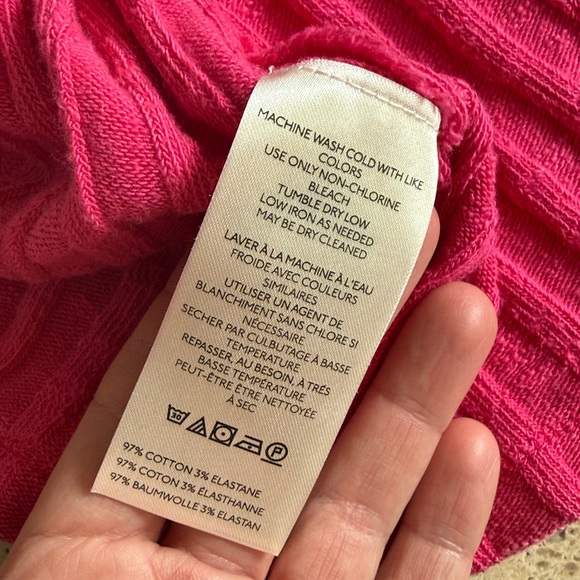 MACHINE WASH COLD WITH LIKE
COLORS
USE ONLY NON-CHLORINE
BLEACH
TUMBLE DRY LOW
LOW IRON AS NEEDED
MAY BE DRY CLEANED
LAVER À LA MACHINE À L'EAU
FROIDE AVEC COULEURS
SIMILAIRES
UTILISER UN AGENT DE
BLANCHIMENT SANS CHLORE SI
NÉCESSAIRE
SECHER PAR CULBUTAGE À BASSE
TEMPERATURE
REPASSER, AU BESOIN, À TRÉS
BASSE TEMPÉRATURE
PEUT-ÊTRE ÊTRE NETTOYÉE
À SEC
30 P
97% COTTON 3% ELASTANE
97% COTON 3% ÉLASTHANNE
97% BAUMWOLLE 3% ELASTAN